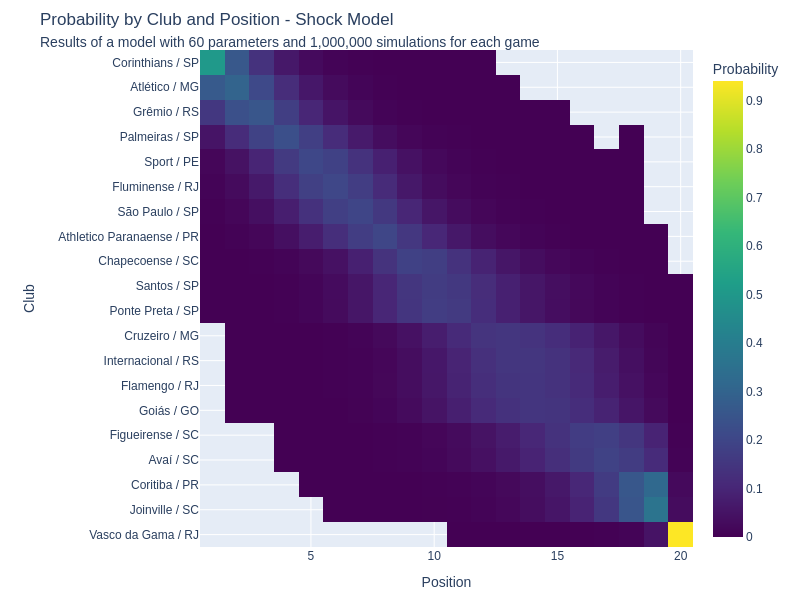 Probability by Club and Position - Shock Model
Results of a model with 60 parameters and 1,000,000 simulations for each game
Probability
Corinthians / SP
Atlético / MG
Grêmio / RS
Palmeiras / SP
Sport / PE
Fluminense / RJ
São Paulo / SP
Athletico Paranaense / PR
Chapecoense / SC
Santos / SP
Ponte Preta / SP
Cruzeiro / MG
Internacional / RS
Flamengo / RJ
Goiás / GO
Figueirense / SC
Avaí / SC
Coritiba / PR
Joinville / SC
Vasco da Gama / RJ
Club
5
10
15
20
Position
0.9
0.8
0.7
0.6
0.5
0.4
0.3
0.2
0.1
0